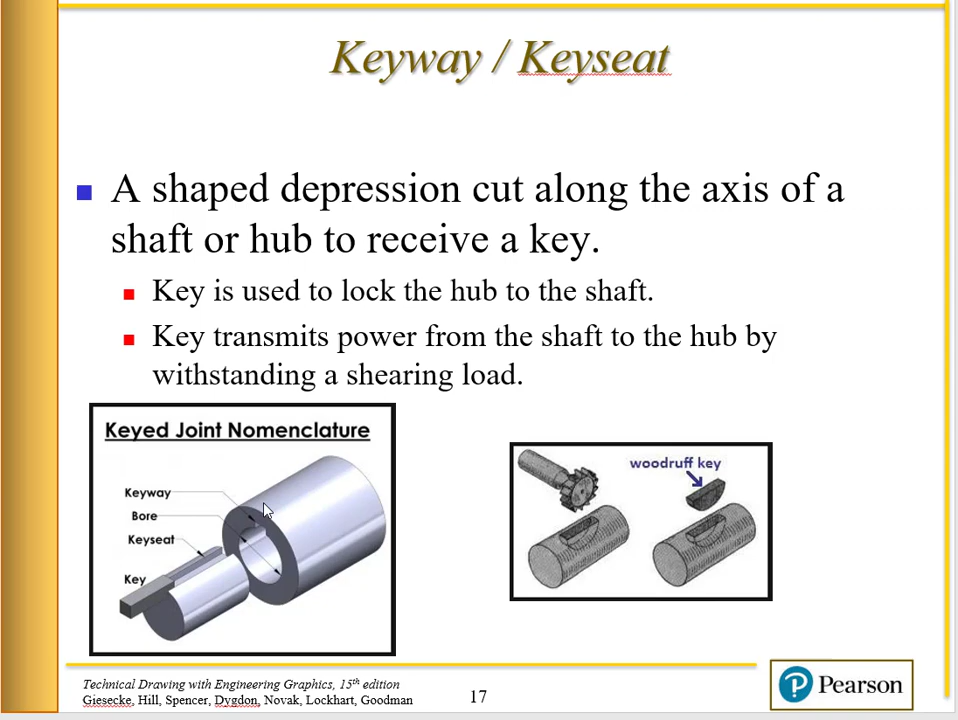 Keyway / Keyseat
A shaped depression cut along the axis of a
shaft or hub to receive a key.
Key is used to lock the hub to the shaft.
Key transmits power from the shaft to the hub by
withstanding a shearing load.
Keyed Joint Nomenclature
Keyway
Bore
Keyseat
Key
woodruff key
Technical Drawing with Engineering Graphics, 15th edition
Giesecke, Hill, Spencer, Dygdon, Novak, Lockhart, Goodman
17
P Pearson